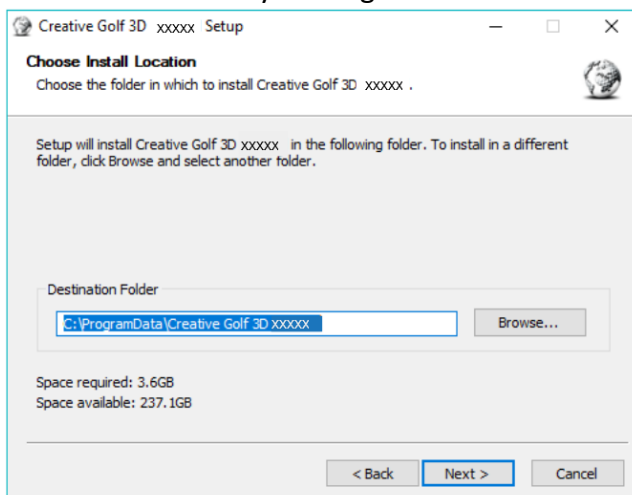 Creative Golf 3D xxxxx Setup
Choose Install Location
Choose the folder in which to install Creative Golf 3D xxxxx .
Setup will install Creative Golf 3D xxxxx in the following folder. To install in a different
folder, click Browse and select another folder.
Destination Folder
C:\ProgramData\Creative Golf 3D xxxxx
Browse...
Space required: 3.6GB
Space available: 237.1GB
< Back Next > Cancel